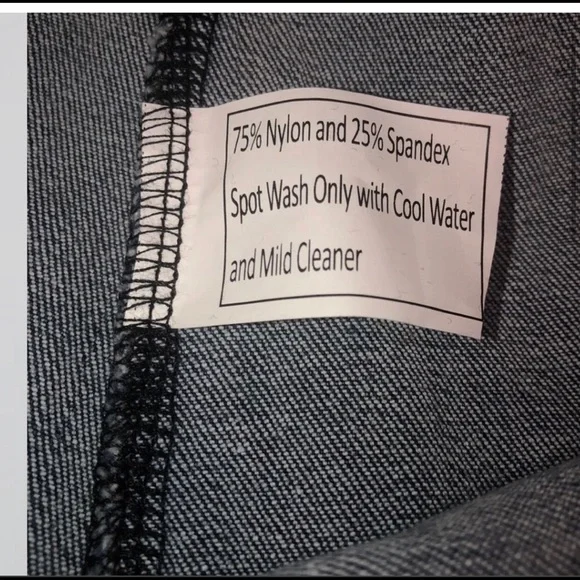 75% Nylon and 25% Spandex
Spot Wash Only with Cool Water
and Mild Cleaner